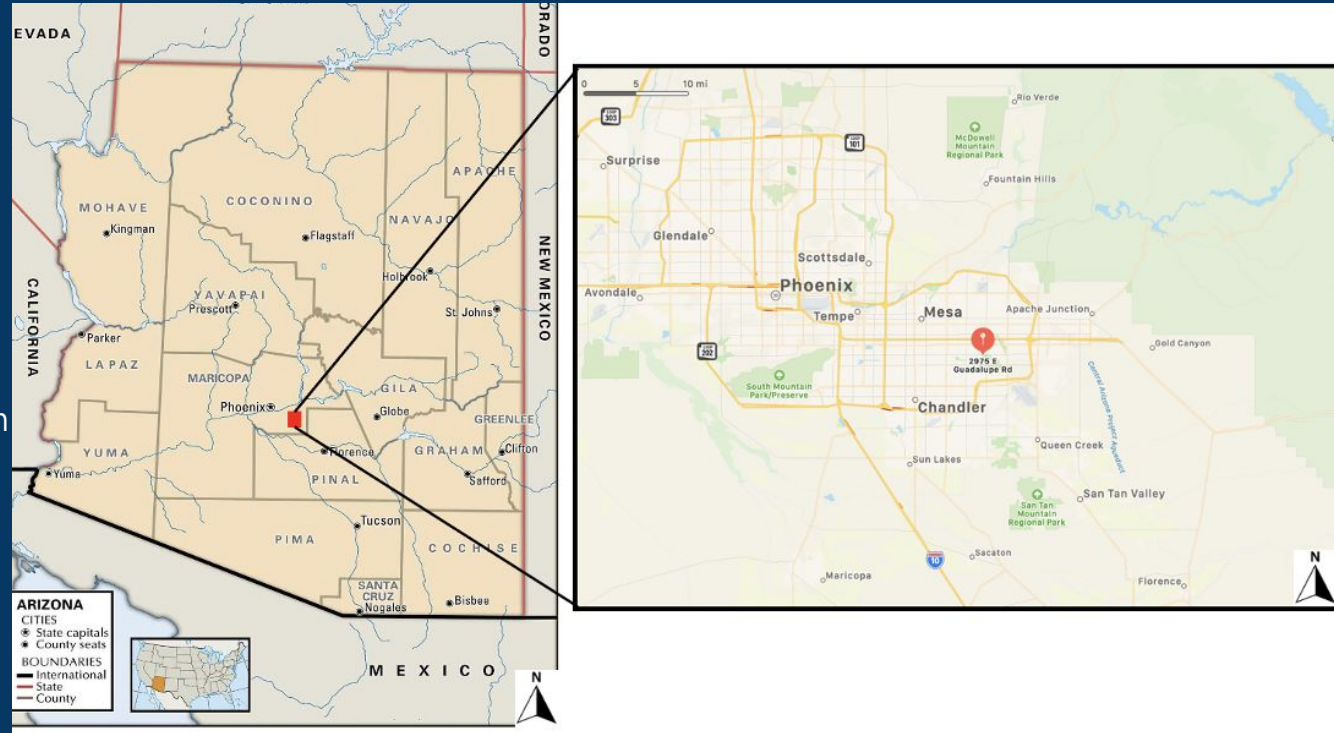 EVADA
ORADO
APACHE
COCONINO
MOHAVE
NAVAJO
Kingman
Flagstaff
NEW MEXICO
Holbrook
CALIFORNIA
YAVAPAI
Prescott
St. Johns
Parker
LA PAZ
MARICOPA
GILA
Phoenix
Globe
GREENLEE
n
YUMA
Florence
GRAHAM
Clifton
Yuma
PINAL
Safford
Tucson
PIMA
COCHISE
SANTA
CRUZ
Nogales
Bisbee
ARIZONA
CITIES
State capitals
County seats
BOUNDARIES
International
State
County
MEXICO
N
0 5 10 mi
LOOP
303
Rio Verde
McDowell
Mountain
Regional Park
LOOP
101
Surprise
Fountain Hills
Glendale
Scottsdale
Phoenix
Avondale
Tempe
Mesa
Apache Junction
LOOP
202
2975 E
Guadalupe Rd
Gold Canyon
South Mountain
Park/Preserve
Central Arizona Project Aqueduct
Chandler
Queen Creek
Sun Lakes
San Tan Valley
San Tan
Mountain
Regional Park
10
Sacaton
Maricopa
Florence
N